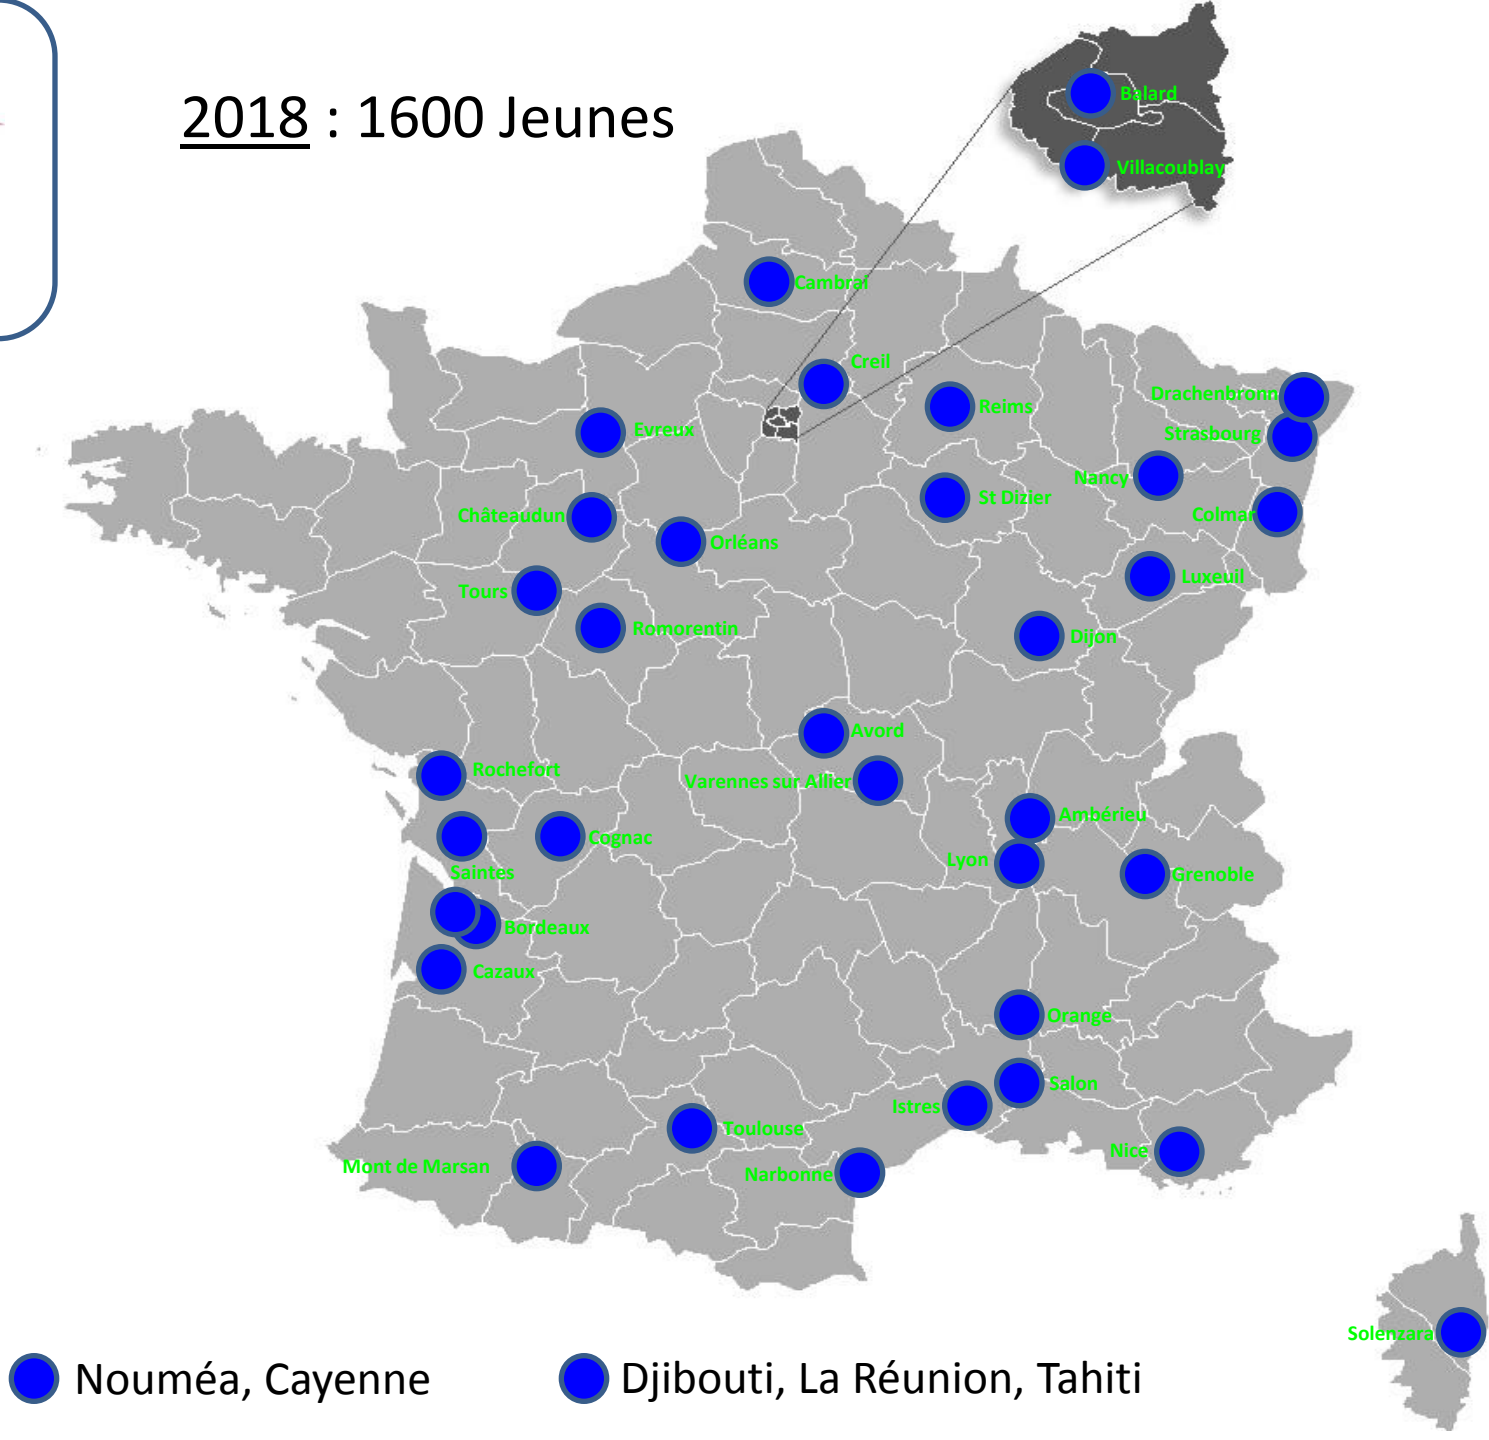 2018 : 1600 Jeunes
Balard
Villacoublay
Cambrai
Creil
Drachenbronn
Reims
Evreux
Strasbourg
Nancy
St Dizier
Châteaudun
Colmar
Orléans
Luxeuil
Tours
Romorentin
Dijon
Avord
Rochefort
Varennes sur Allier
Ambérieu
Cognac
Lyon
Saintes
Grenoble
Bordeaux
Cazaux
Orange
Salon
Istres
Toulouse
Nice
Mont de Marsan
Narbonne
Solenzara
Nouméa, Cayenne
Djibouti, La Réunion, Tahiti